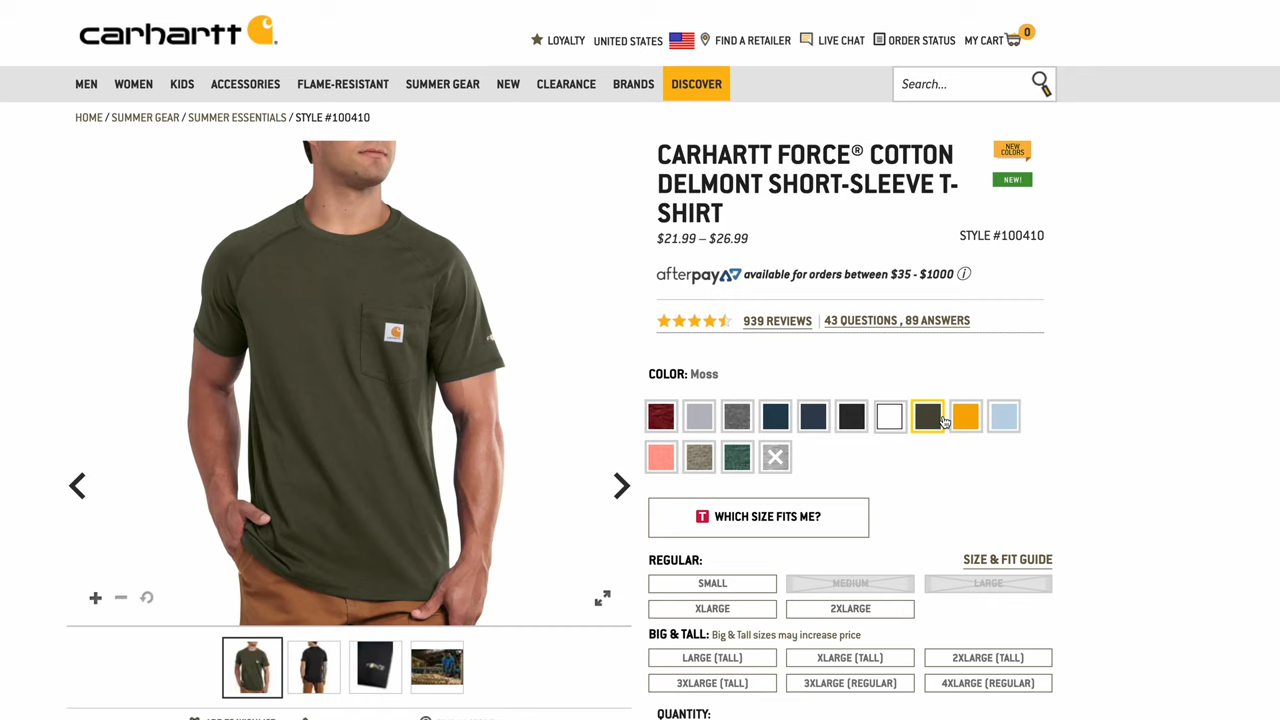 carhartt
LOYALTY UNITED STATES FIND A RETAILER LIVE CHAT ORDER STATUS MY CART 0
MEN WOMEN KIDS ACCESSORIES FLAME-RESISTANT SUMMER GEAR NEW CLEARANCE BRANDS DISCOVER Search...
HOME / SUMMER GEAR / SUMMER ESSENTIALS / STYLE #100410
CARHARTT FORCE® COTTON
DELMONT SHORT-SLEEVE T-
SHIRT
NEW
COLORS
NEW!
$21.99 – $26.99 STYLE #100410
afterpay available for orders between $35 - $1000 ⓘ
939 REVIEWS 43 QUESTIONS , 89 ANSWERS
COLOR: Moss
T WHICH SIZE FITS ME?
REGULAR: SIZE & FIT GUIDE
SMALL MEDIUM LARGE
XLARGE 2XLARGE
BIG & TALL: Big & Tall sizes may increase price
LARGE (TALL) XLARGE (TALL) 2XLARGE (TALL)
3XLARGE (TALL) 3XLARGE (REGULAR) 4XLARGE (REGULAR)
QUANTITY: